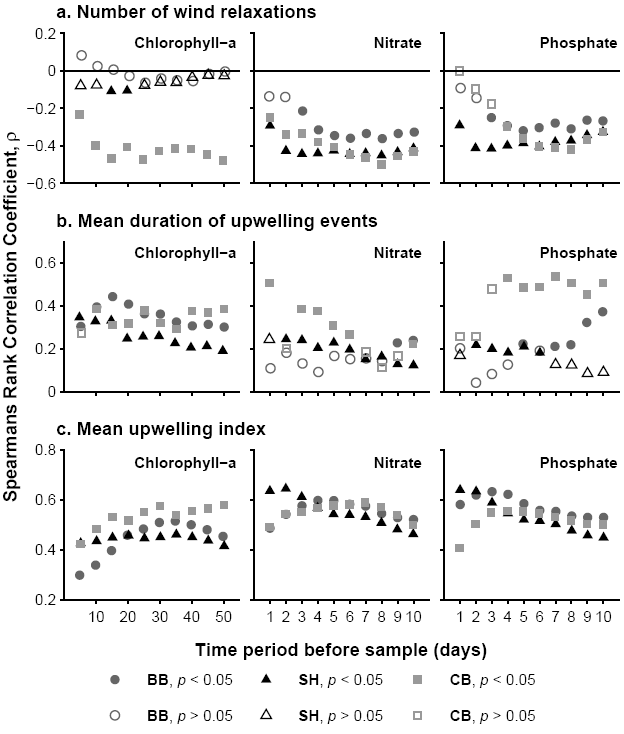 a. Number of wind relaxations
0.2
0
−0.2
−0.4
−0.6
Chlorophyll−a
Nitrate
Phosphate
Spearmans Rank Correlation Coefficient, ρ
b. Mean duration of upwelling events
0.6
0.4
0.2
0
Chlorophyll−a
Nitrate
Phosphate
c. Mean upwelling index
0.8
0.6
0.4
0.2
Chlorophyll−a
Nitrate
Phosphate
10 20 30 40 50
1 2 3 4 5 6 7 8 9 10
1 2 3 4 5 6 7 8 9 10
Time period before sample (days)
BB, p < 0.05 SH, p < 0.05 CB, p < 0.05
BB, p > 0.05 SH, p > 0.05 CB, p > 0.05